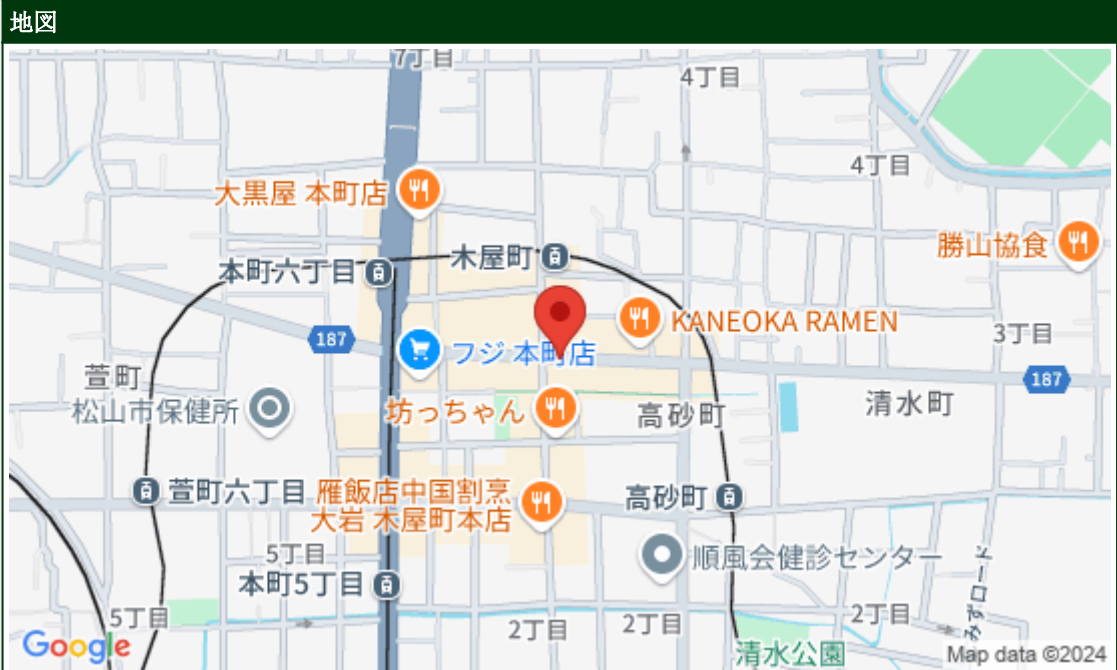 地図
7丁目
4丁目
4丁目
大黒屋 本町店
勝山協食
木屋町
本町六丁目
KANEOKA RAMEN
3丁目
187
フジ 本町店
187
萱町
松山市保健所
坊っちゃん
高砂町
清水町
萱町六丁目
雁飯店中国割烹
大岩 木屋町本店
高砂町
5丁目
順風会健診センター
本町5丁目
みずロード
5丁目
2丁目
2丁目
2丁目
清水公園
Google
Map data ©2024